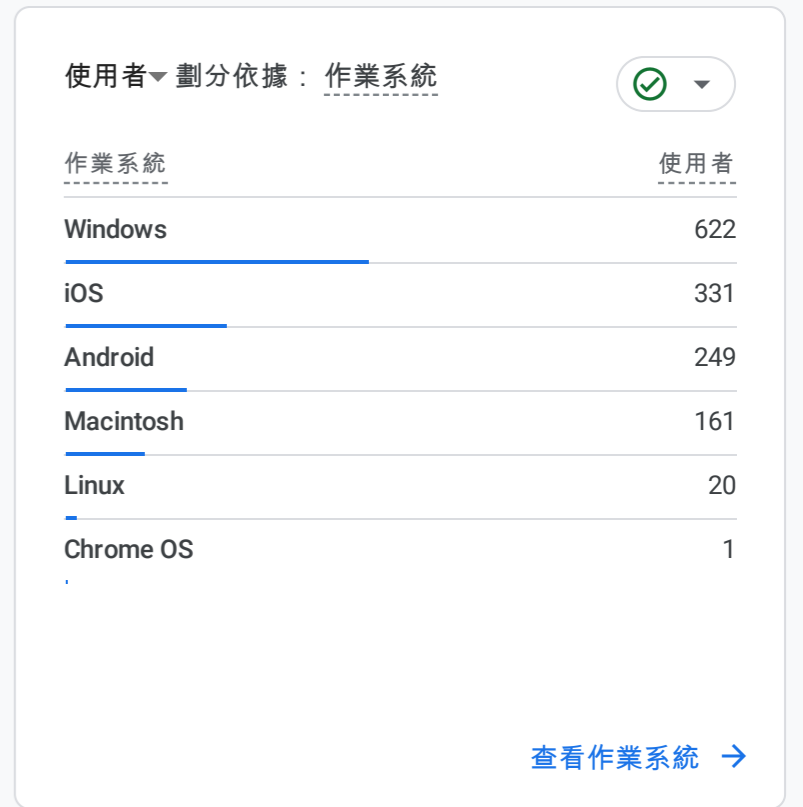 使用者 劃分依據： 作業系統
作業系統 使用者
Windows 622
iOS 331
Android 249
Macintosh 161
Linux 20
Chrome OS 1
查看作業系統